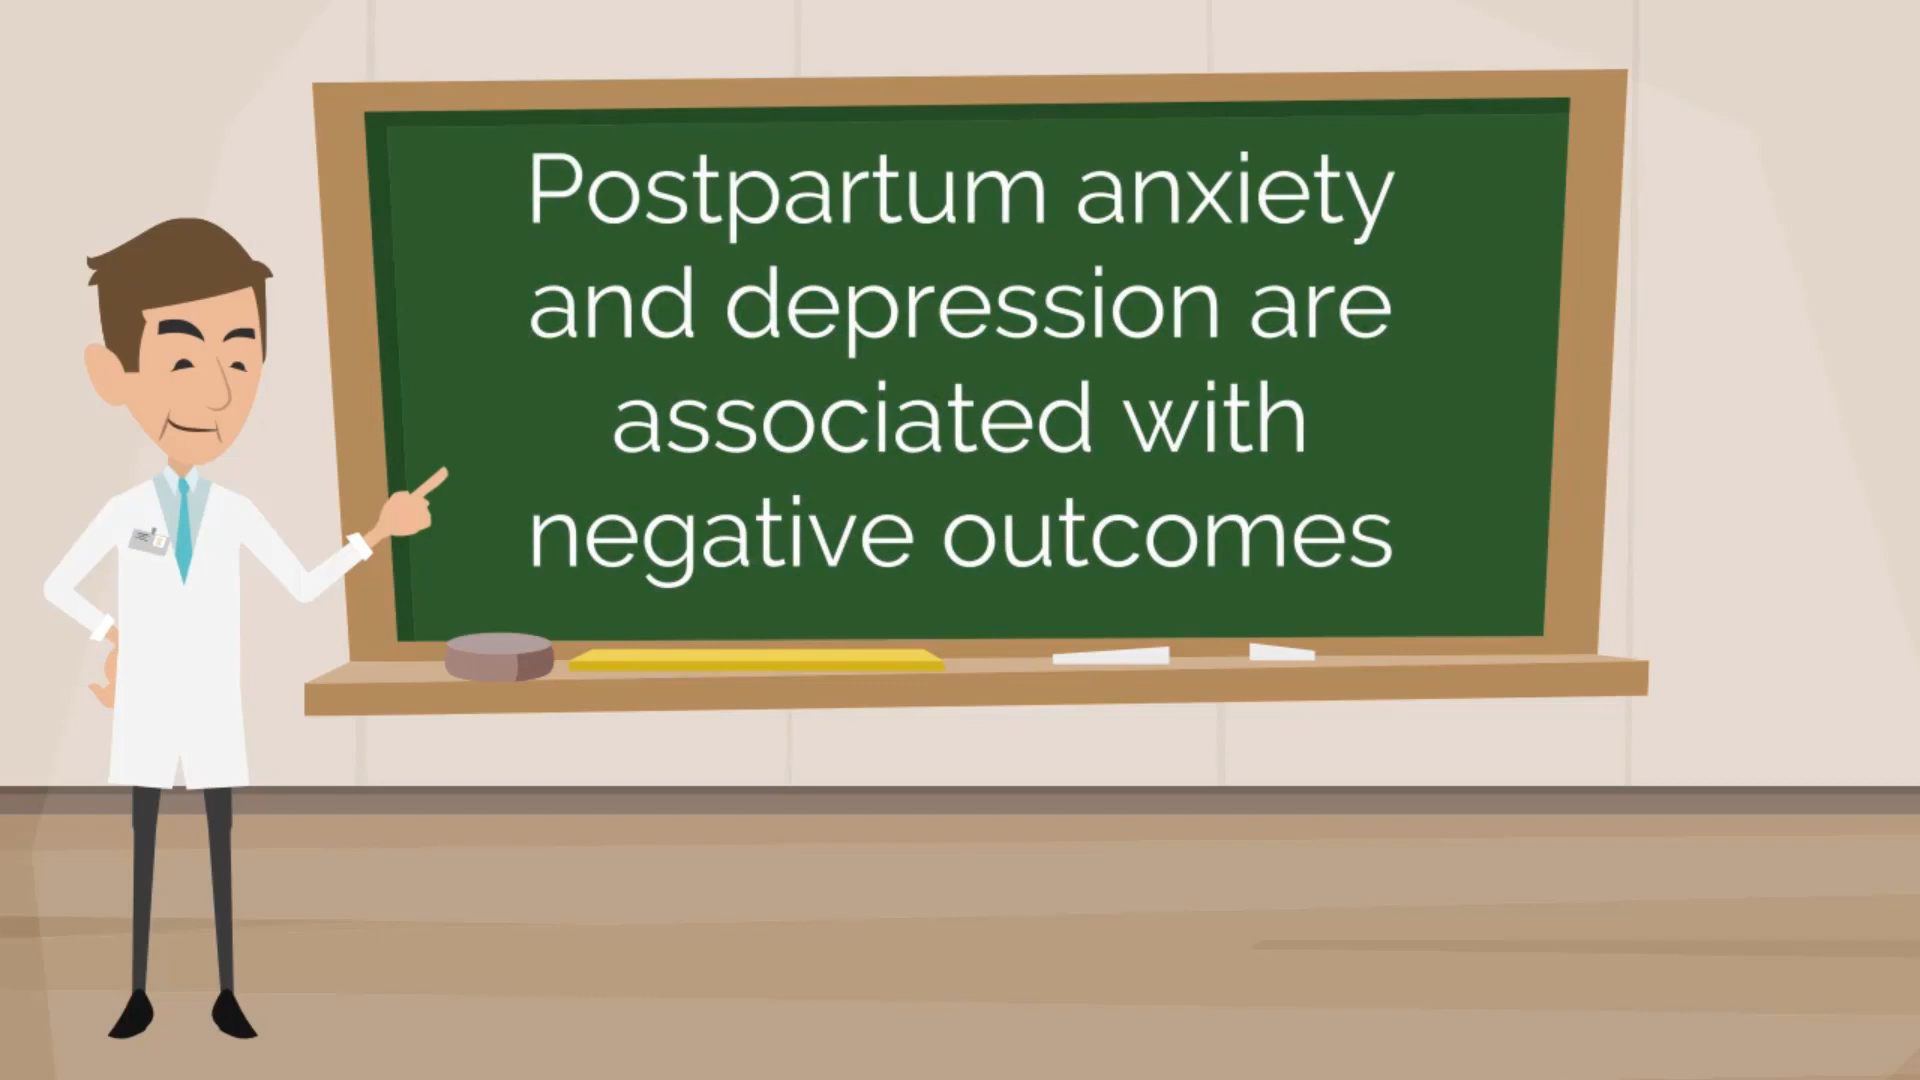 Postpartum anxiety
and depression are
associated with
negative outcomes